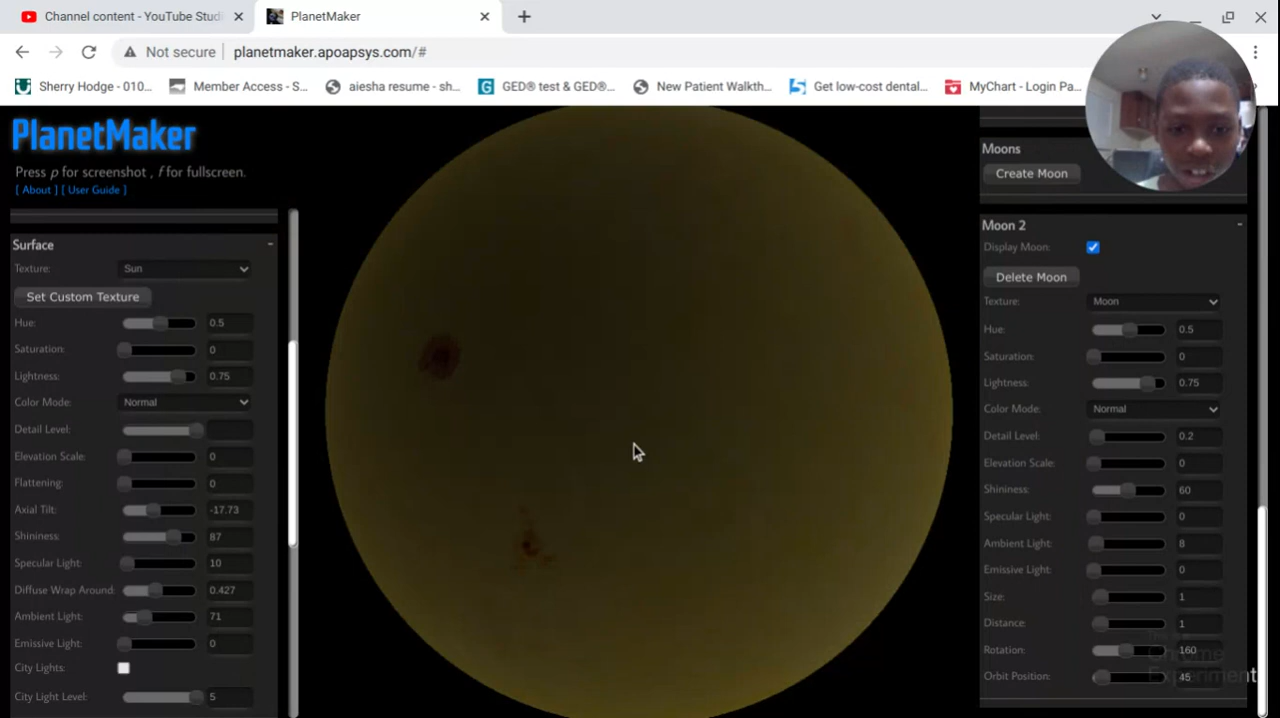 Channel content - YouTube Studi
PlanetMaker
Not secure planetmaker.apoapsys.com/#
Sherry Hodge - 010... Member Access - S... aiesha resume - sh... GED® test & GED®... New Patient Walkth... Get low-cost dental... MyChart - Login Pa...
PlanetMaker
Press p for screenshot , f for fullscreen.
[ About ] [ User Guide ]
Surface -
Texture: Sun
Set Custom Texture
Hue: 0.5
Saturation: 0
Lightness: 0.75
Color Mode: Normal
Detail Level:
Elevation Scale: 0
Flattening: 0
Axial Tilt: -17.73
Shininess: 87
Specular Light: 10
Diffuse Wrap Around: 0.427
Ambient Light: 71
Emissive Light: 0
City Lights:
City Light Level: 5
Moons
Create Moon
Moon 2 -
Display Moon:
Delete Moon
Texture: Moon
Hue: 0.5
Saturation: 0
Lightness: 0.75
Color Mode: Normal
Detail Level: 0.2
Elevation Scale: 0
Shininess: 60
Specular Light: 0
Ambient Light: 8
Emissive Light: 0
Size: 1
Distance: 1
Rotation: 160
Orbit Position: 45
Chrome
Experiment